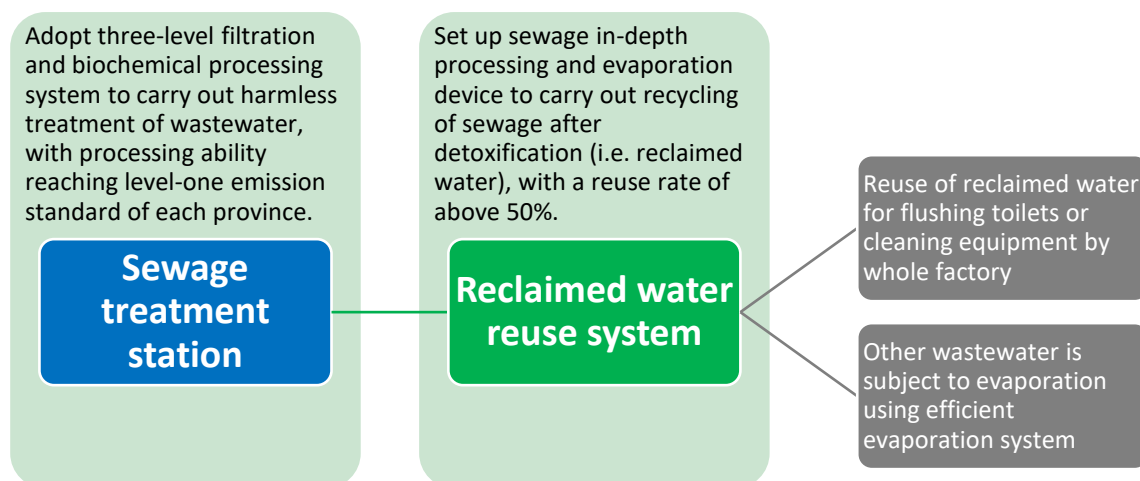 Adopt three-level filtration
and biochemical processing
system to carry out harmless
treatment of wastewater,
with processing ability
reaching level-one emission
standard of each province.
Sewage
treatment
station
Set up sewage in-depth
processing and evaporation
device to carry out recycling
of sewage after
detoxification (i.e. reclaimed
water), with a reuse rate of
above 50%.
Reclaimed water
reuse system
Reuse of reclaimed water
for flushing toilets or
cleaning equipment by
whole factory
Other wastewater is
subject to evaporation
using efficient
evaporation system